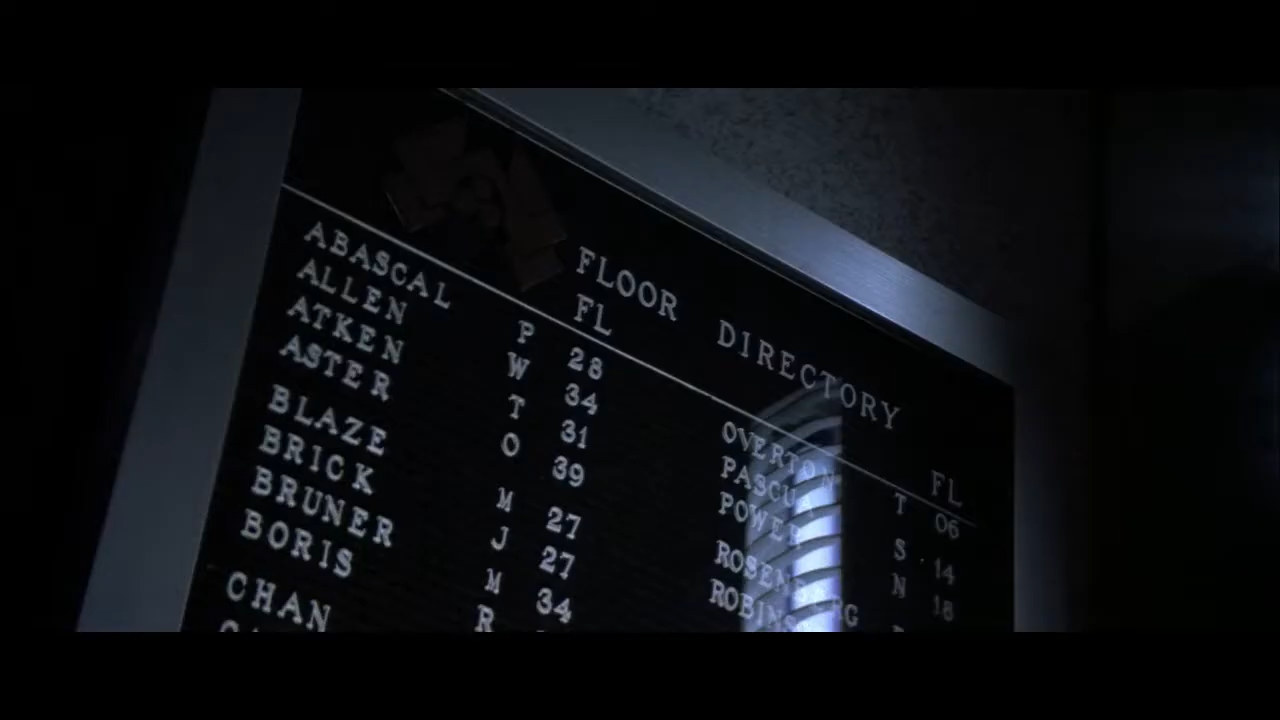 FLOOR DIRECTORY
FL FL
ABASCAL P 28 OVERTON T 06
ALLEN W 34 S 14
ATKEN T 31 POWER N 18
ASTER O 39 ROSENBERG
BLAZE M 27
BRICK J 27
BRUNER M 34
BORIS R
CHAN